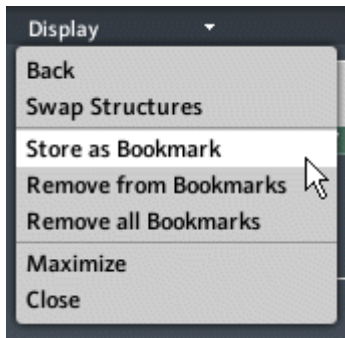 Display
Back
Swap Structures
Store as Bookmark
Remove from Bookmarks
Remove all Bookmarks
Maximize
Close